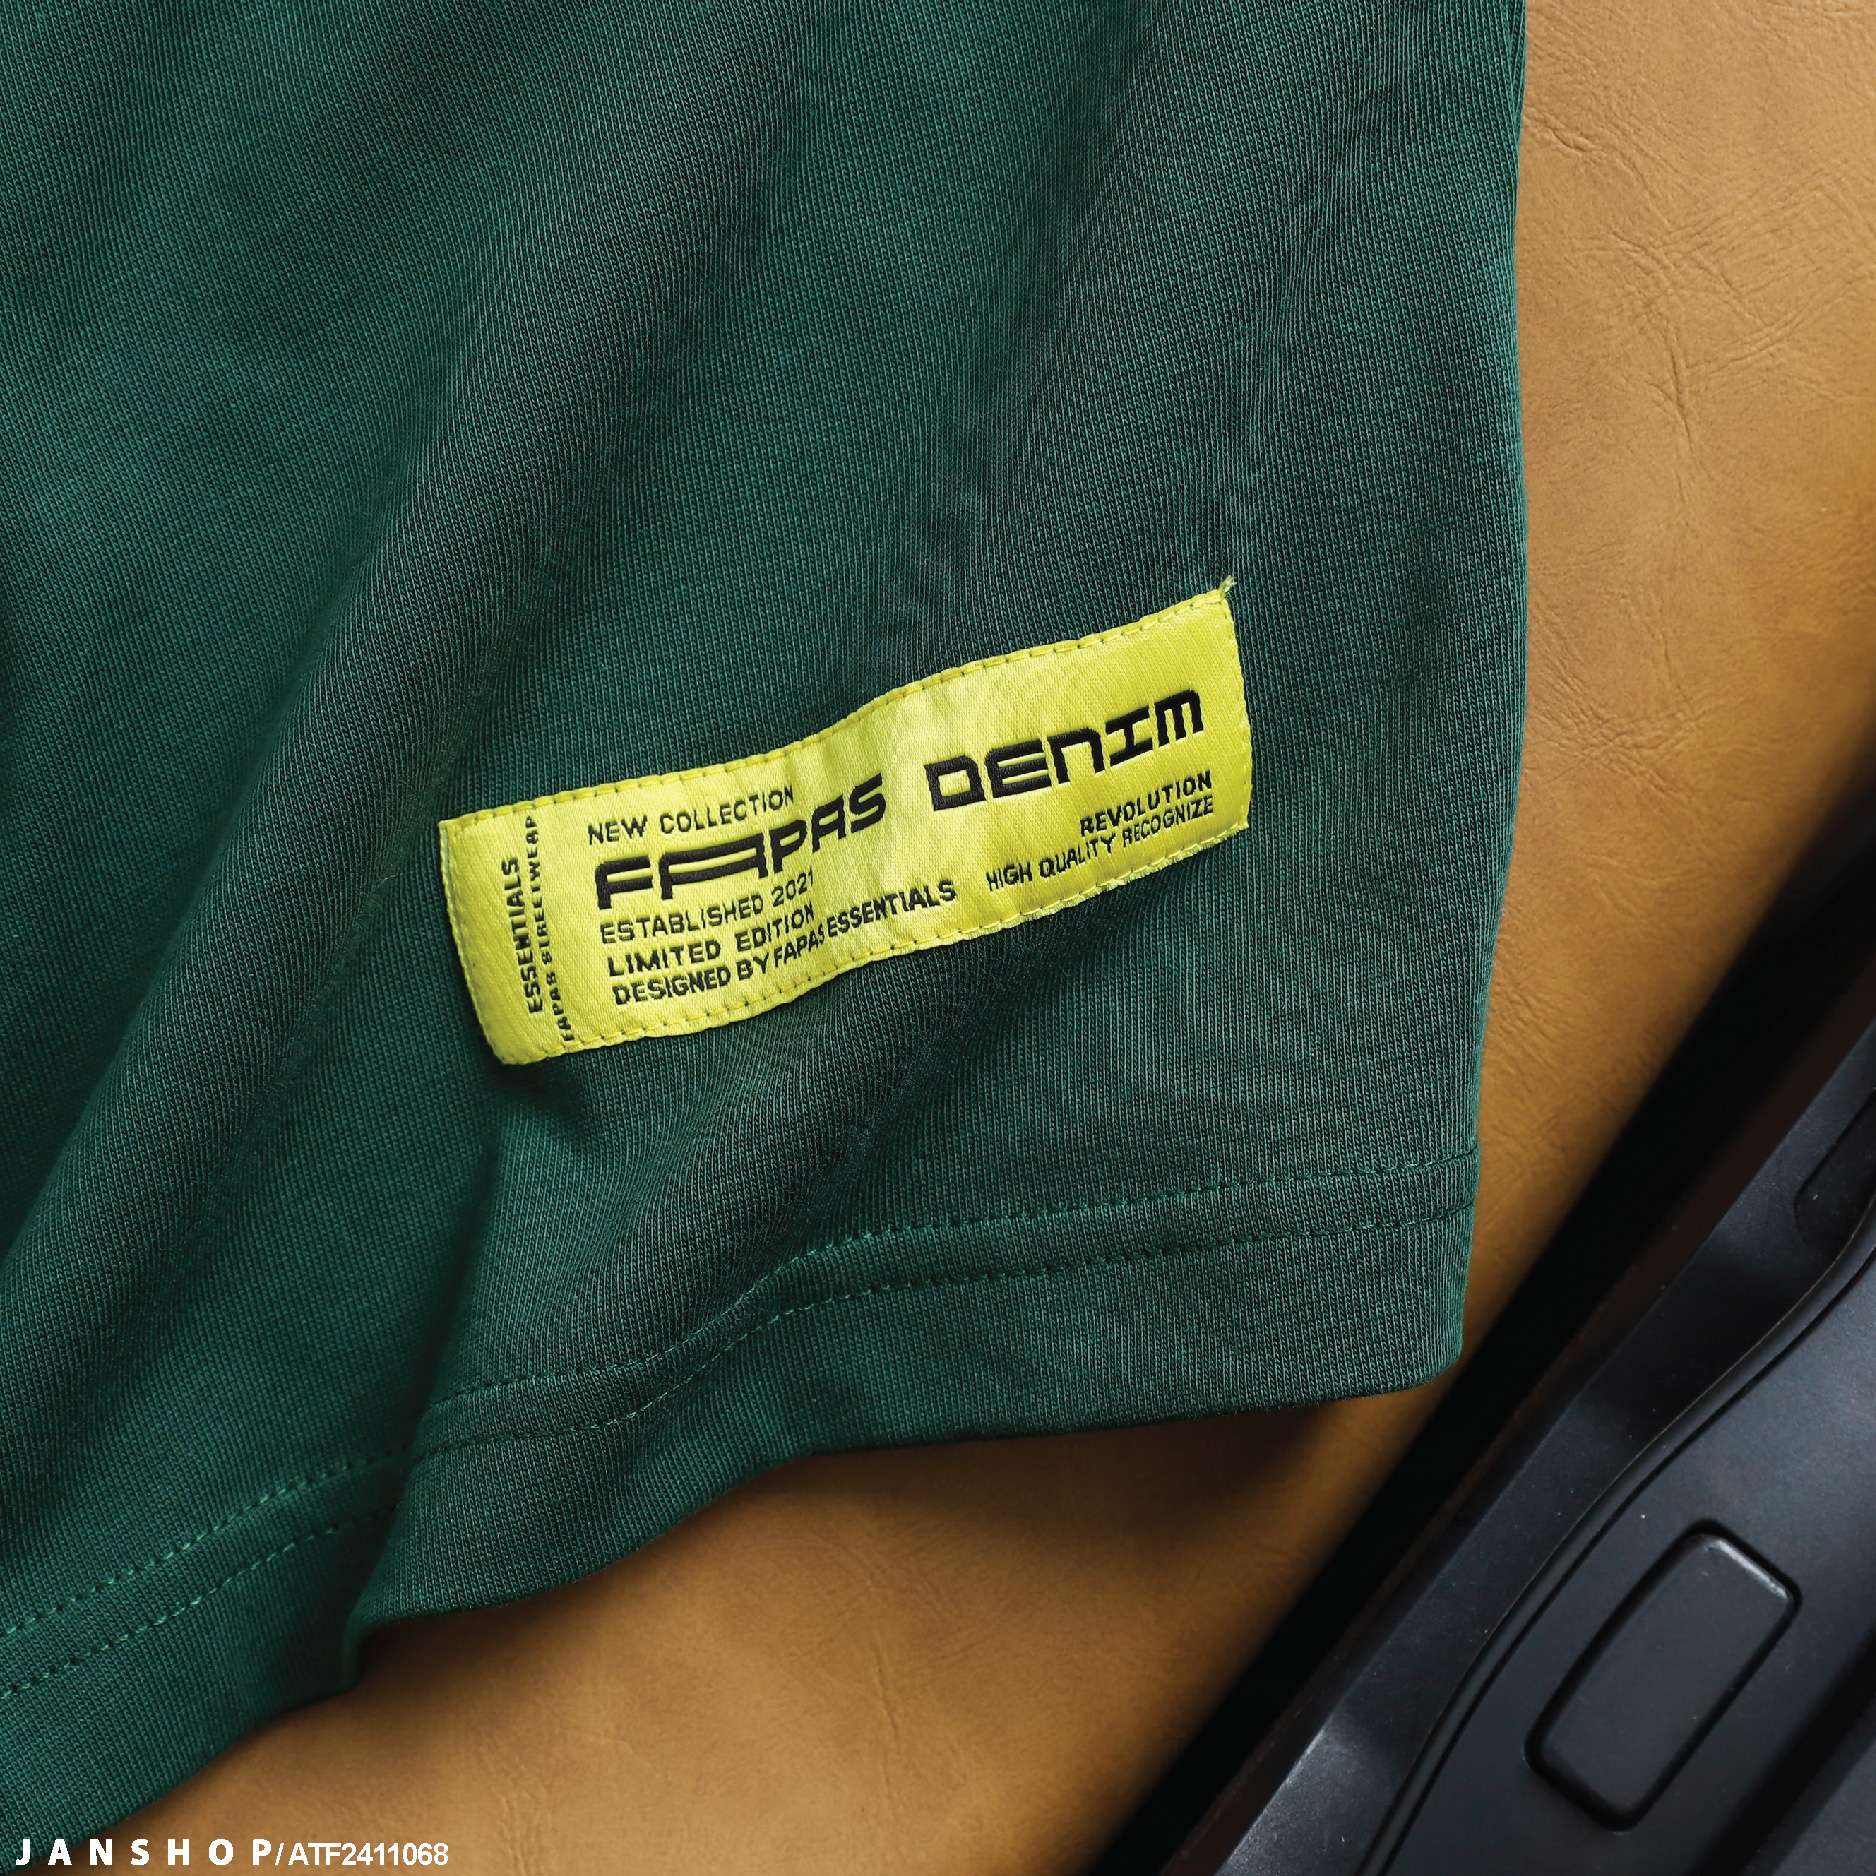 ESSENTIALS
FAPAS STREETWEAR
NEW COLLECTION
FAPAS DENIM
ESTABLISHED 2021
LIMITED EDITION
DESIGNED BY FAPAS ESSENTIALS
REVOLUTION
HIGH QUALITY RECOGNIZE
JANSHOP/ATF2411068